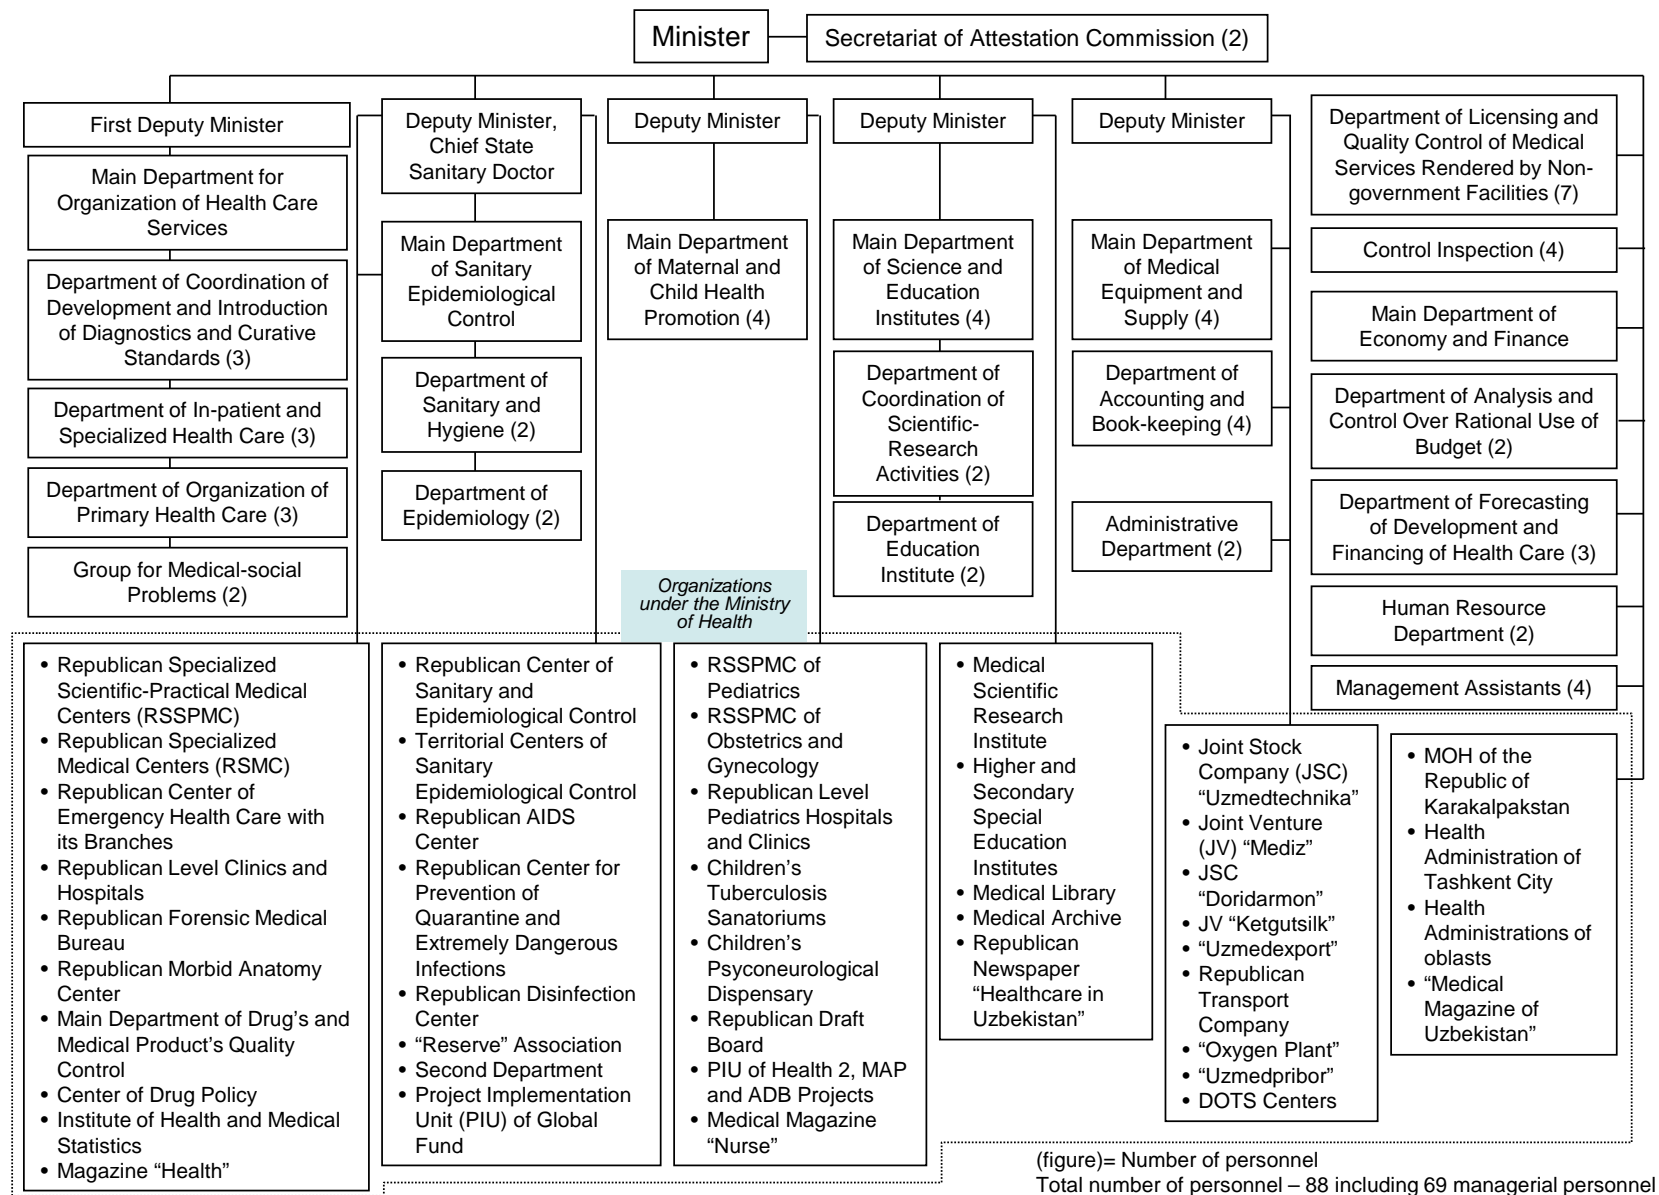 Minister
Secretariat of Attestation Commission (2)
First Deputy Minister
Main Department for
Organization of Health Care
Services
Department of Coordination of
Development and Introduction
of Diagnostics and Curative
Standards (3)
Department of In-patient and
Specialized Health Care (3)
Department of Organization of
Primary Health Care (3)
Group for Medical-social
Problems (2)
Deputy Minister,
Chief State
Sanitary Doctor
Main Department
of Sanitary
Epidemiological
Control
Department of
Sanitary and
Hygiene (2)
Department of
Epidemiology (2)
Deputy Minister
Main Department
of Maternal and
Child Health
Promotion (4)
Deputy Minister
Main Department
of Science and
Education
Institutes (4)
Department of
Coordination of
Scientific-
Research
Activities (2)
Department of
Education
Institute (2)
Deputy Minister
Main Department
of Medical
Equipment and
Supply (4)
Department of
Accounting and
Book-keeping (4)
Administrative
Department (2)
Department of Licensing and
Quality Control of Medical
Services Rendered by Non-
government Facilities (7)
Control Inspection (4)
Main Department of
Economy and Finance
Department of Analysis and
Control Over Rational Use of
Budget (2)
Department of Forecasting
of Development and
Financing of Health Care (3)
Human Resource
Department (2)
Management Assistants (4)
Organizations
under the Ministry
of Health
• Republican Specialized
Scientific-Practical Medical
Centers (RSSPMC)
• Republican Specialized
Medical Centers (RSMC)
• Republican Center of
Emergency Health Care with
its Branches
• Republican Level Clinics and
Hospitals
• Republican Forensic Medical
Bureau
• Republican Morbid Anatomy
Center
• Main Department of Drug's and
Medical Product's Quality
Control
• Center of Drug Policy
• Institute of Health and Medical
Statistics
• Magazine “Health”
• Republican Center of
Sanitary and
Epidemiological Control
• Territorial Centers of
Sanitary
Epidemiological Control
• Republican AIDS
Center
• Republican Center for
Prevention of
Quarantine and
Extremely Dangerous
Infections
• Republican Disinfection
Center
• “Reserve” Association
• Second Department
• Project Implementation
Unit (PIU) of Global
Fund
• RSSPMC of
Pediatrics
• RSSPMC of
Obstetrics and
Gynecology
• Republican Level
Pediatrics Hospitals
and Clinics
• Children's
Tuberculosis
Sanatoriums
• Children's
Psyconeurological
Dispensary
• Republican Draft
Board
• PIU of Health 2, MAP
and ADB Projects
• Medical Magazine
“Nurse”
• Medical
Scientific
Research
Institute
• Higher and
Secondary
Special
Education
Institutes
• Medical Library
• Medical Archive
• Republican
Newspaper
“Healthcare in
Uzbekistan”
• Joint Stock
Company (JSC)
“Uzmedtechnika”
• Joint Venture
(JV) “Mediz”
• JSC
“Doridarmon”
• JV “Ketgutsilk”
• “Uzmedexport”
• Republican
Transport
Company
• “Oxygen Plant”
• “Uzmedpribor”
• DOTS Centers
• MOH of the
Republic of
Karakalpakstan
• Health
Administration of
Tashkent City
• Health
Administrations of
oblasts
• “Medical
Magazine of
Uzbekistan”
(figure)= Number of personnel
Total number of personnel – 88 including 69 managerial personnel